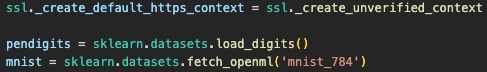 ssl._create_default_https_context = ssl._create_unverified_context
pendigits = sklearn.datasets.load_digits()
mnist = sklearn.datasets.fetch_openml('mnist_784')